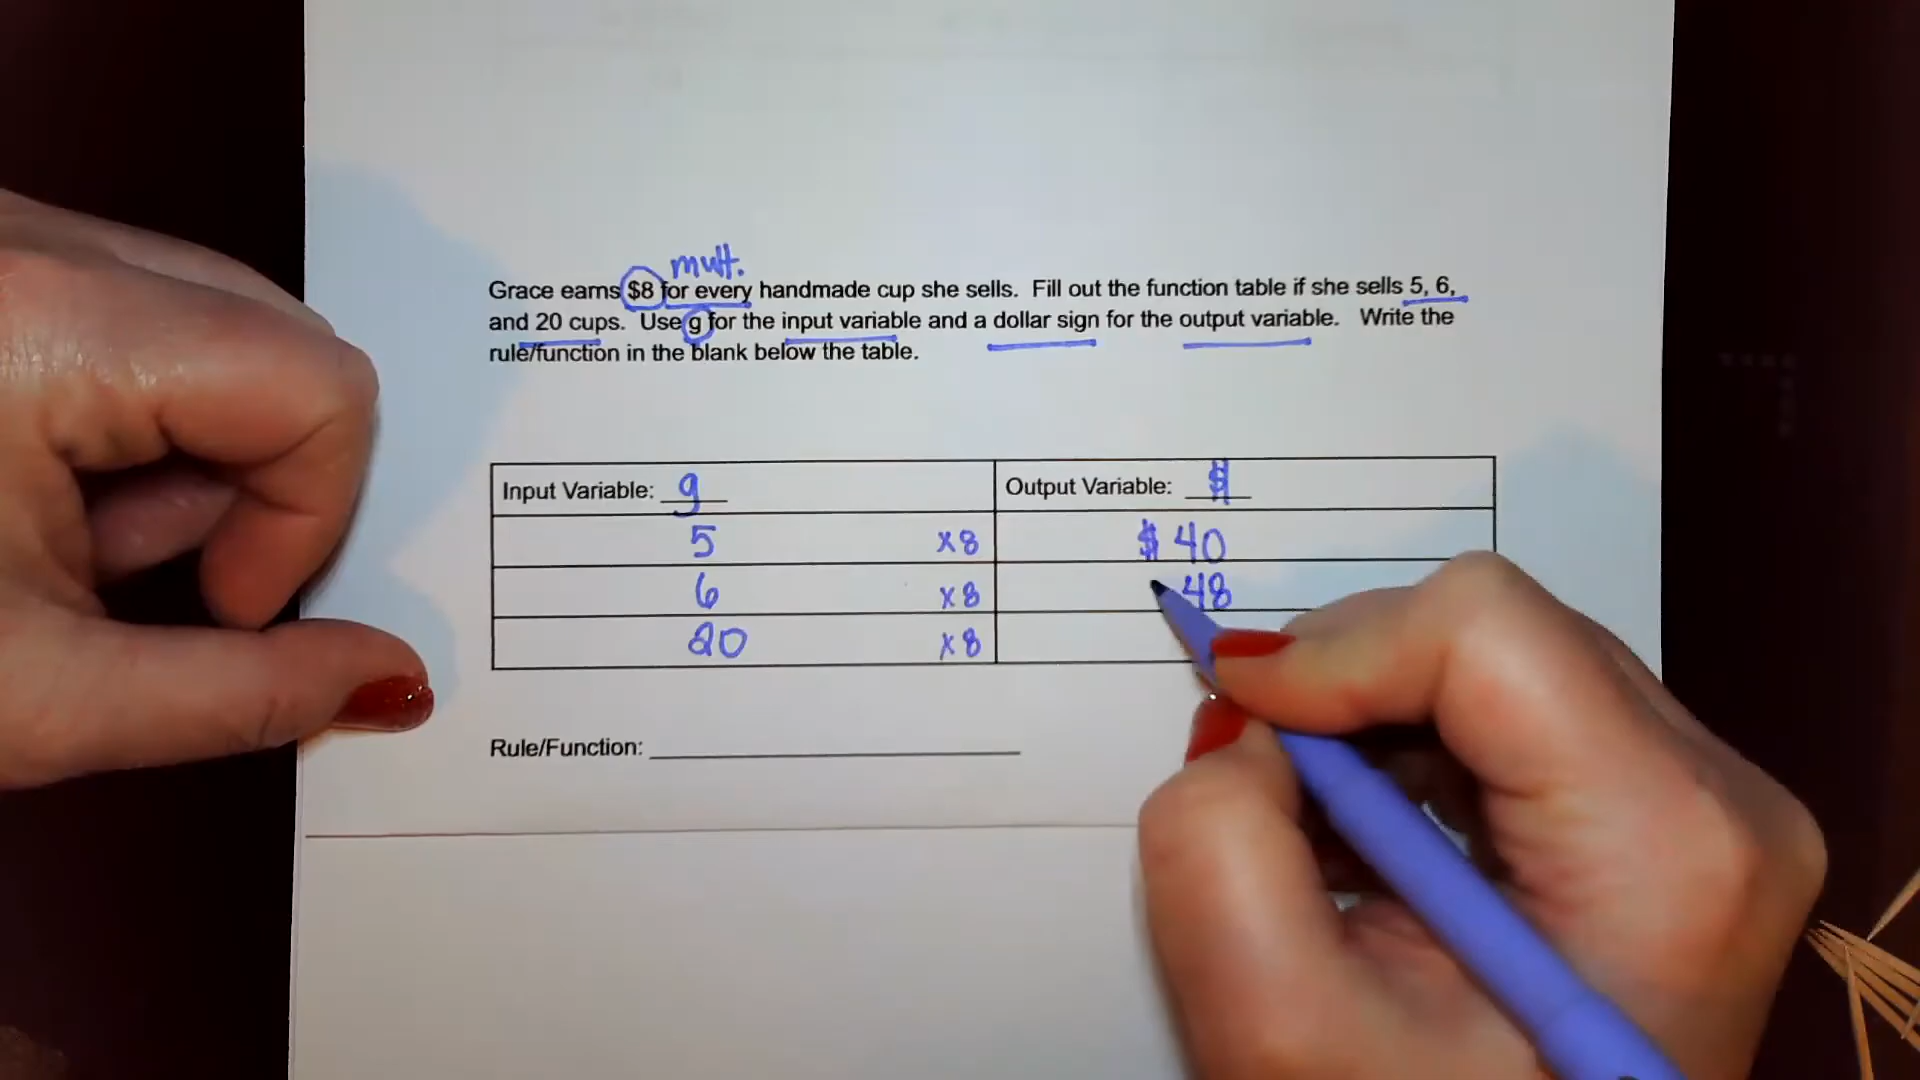 mult.
Grace earns $8 for every handmade cup she sells. Fill out the function table if she sells 5, 6,
and 20 cups. Use g for the input variable and a dollar sign for the output variable. Write the
rule/function in the blank below the table.
Input Variable: g Output Variable: $
5 x8 $ 40
6 x8 48
20 x8
Rule/Function: